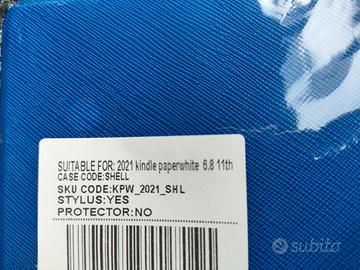 SUITABLE FOR: 2021 kindle paperwhite 6.8 11th
CASE CODE:SHELL
SKU CODE:KPW_2021_SHL
STYLUS:YES
PROTECTOR:NO
subito